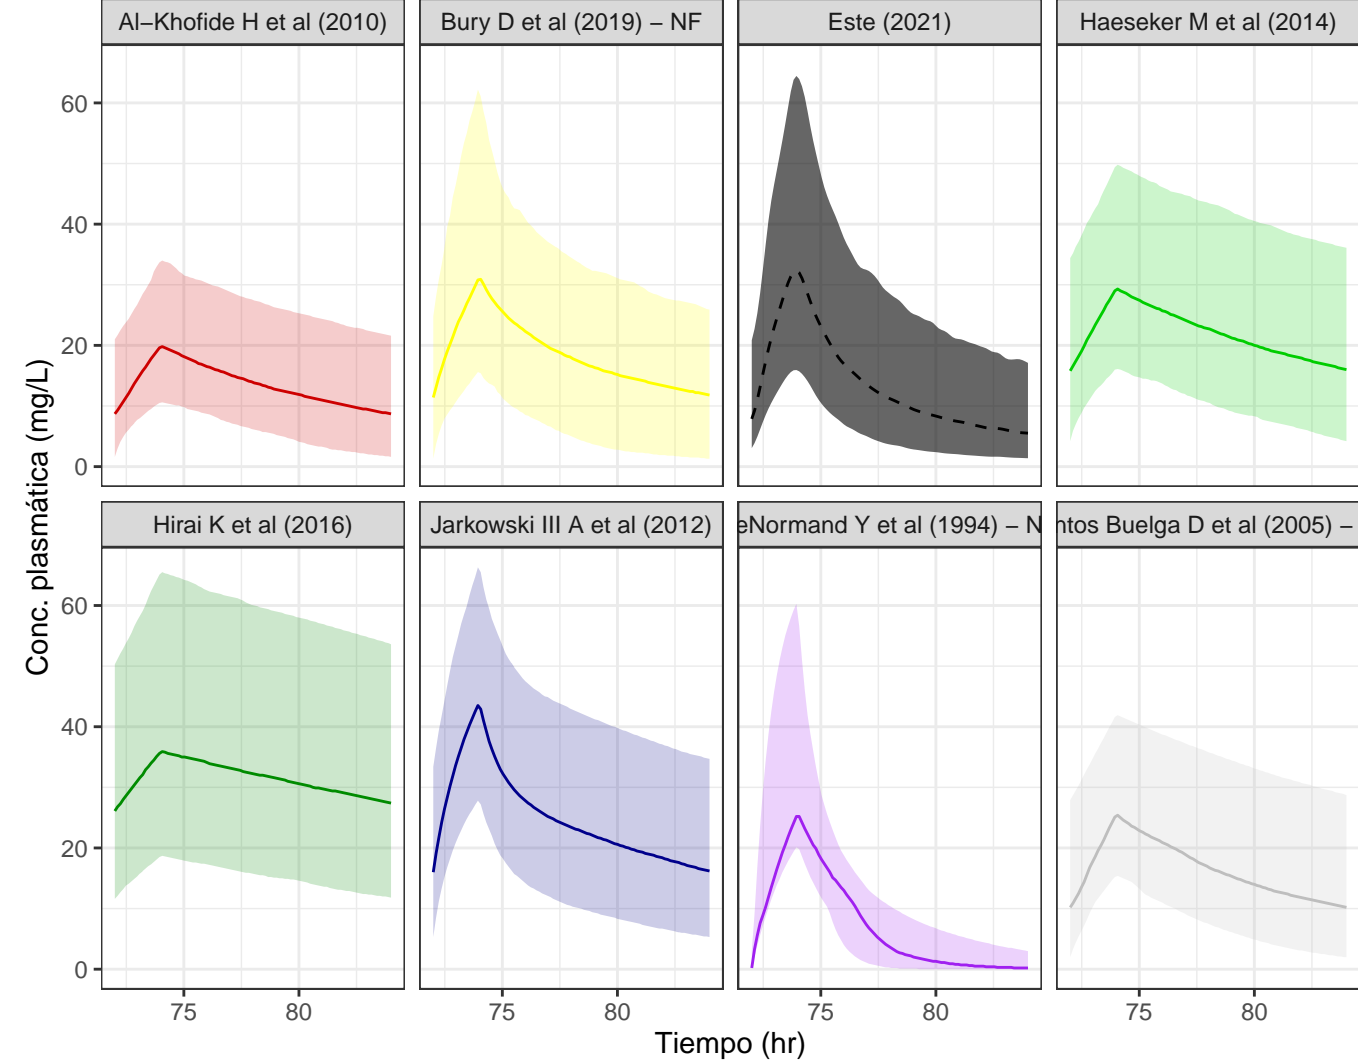 Al−Khofide H et al (2010)
Bury D et al (2019) − NF
Este (2021)
Haeseker M et al (2014)
60
40
20
0
Hirai K et al (2016)
Jarkowski III A et al (2012)
eNormand Y et al (1994) − N
ntos Buelga D et al (2005) −
60
40
20
0
75 80
75 80
75 80
75 80
Conc. plasmática (mg/L)
Tiempo (hr)